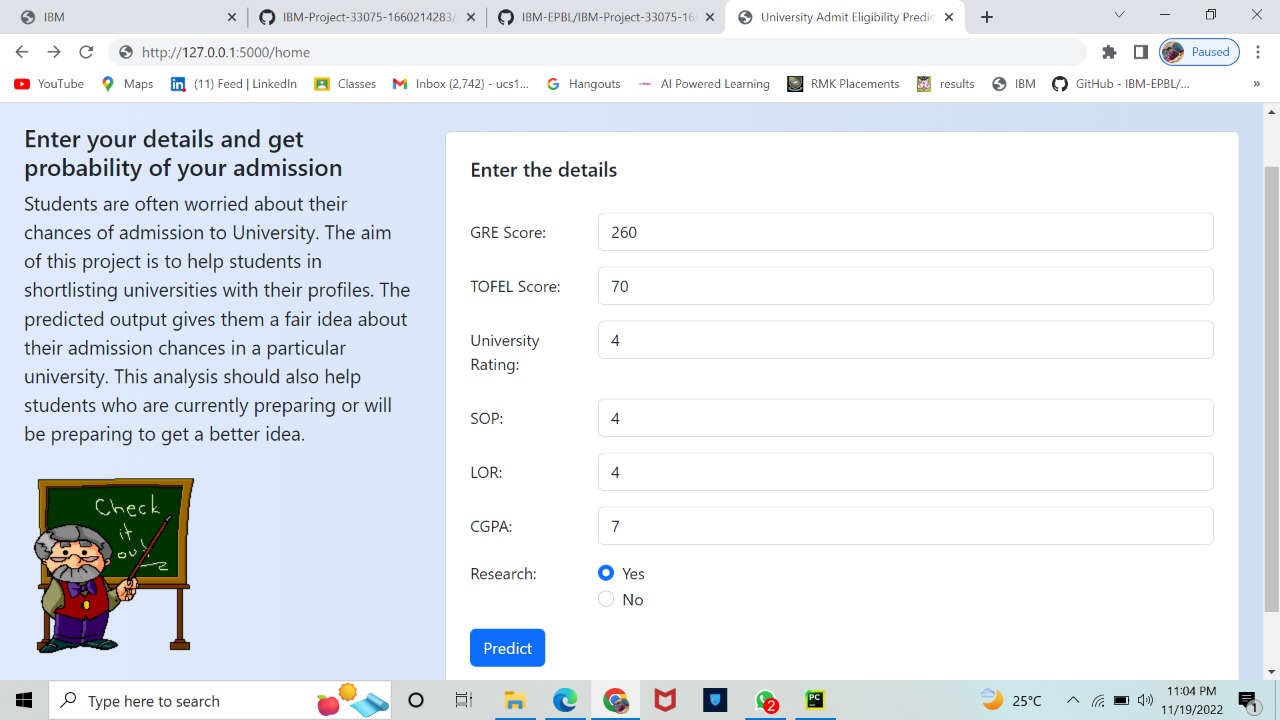 IBM
IBM-Project-33075-1660214283/
IBM-EPBL/IBM-Project-33075-16
University Admit Eligibility Predic
http://127.0.0.1:5000/home
Paused
YouTube
Maps
(11) Feed | LinkedIn
Classes
Inbox (2,742) - ucs1...
Hangouts
AI Powered Learning
RMK Placements
results
IBM
GitHub - IBM-EPBL/...
»
Enter your details and get
probability of your admission
Students are often worried about their
chances of admission to University. The aim
of this project is to help students in
shortlisting universities with their profiles. The
predicted output gives them a fair idea about
their admission chances in a particular
university. This analysis should also help
students who are currently preparing or will
be preparing to get a better idea.
Check
it
out
Enter the details
GRE Score: 260
TOFEL Score: 70
University
Rating:
4
SOP: 4
LOR: 4
CGPA: 7
Research: Yes
No
Predict
Type here to search
PC
2
25°C
11:04 PM
11/19/2022
1